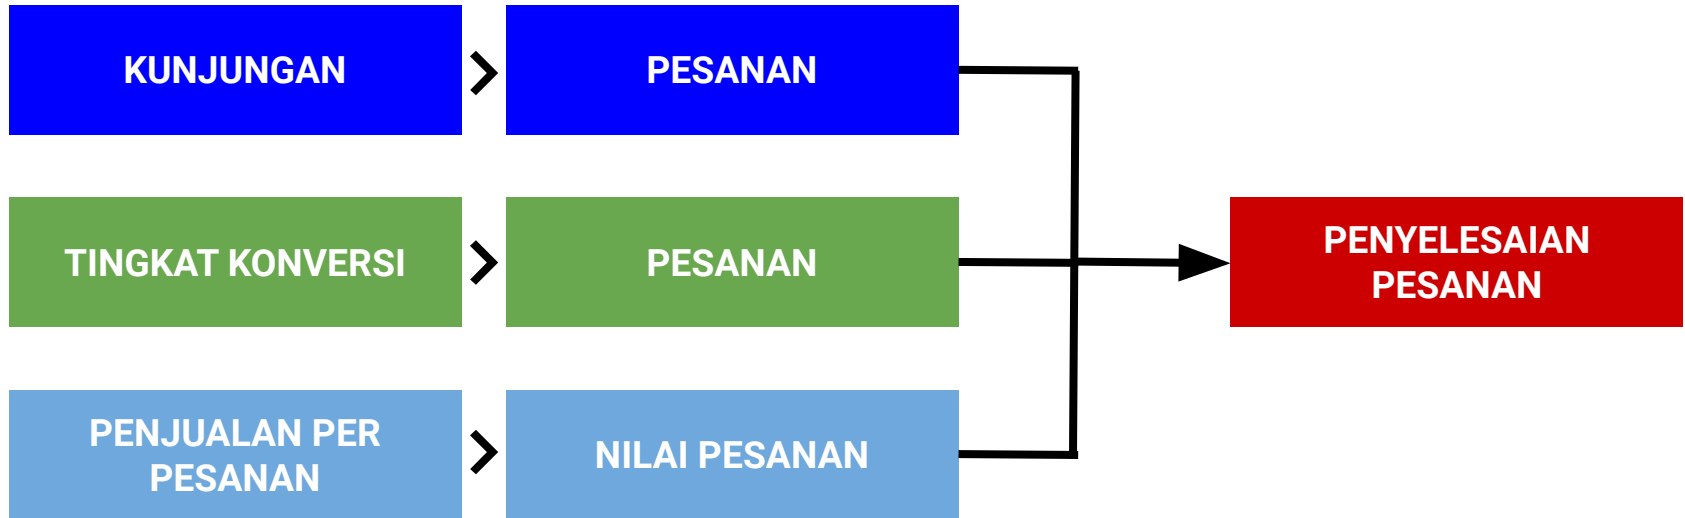 KUNJUNGAN
PESANAN
TINGKAT KONVERSI
PESANAN
PENJUALAN PER
PESANAN
NILAI PESANAN
PENYELESAIAN
PESANAN